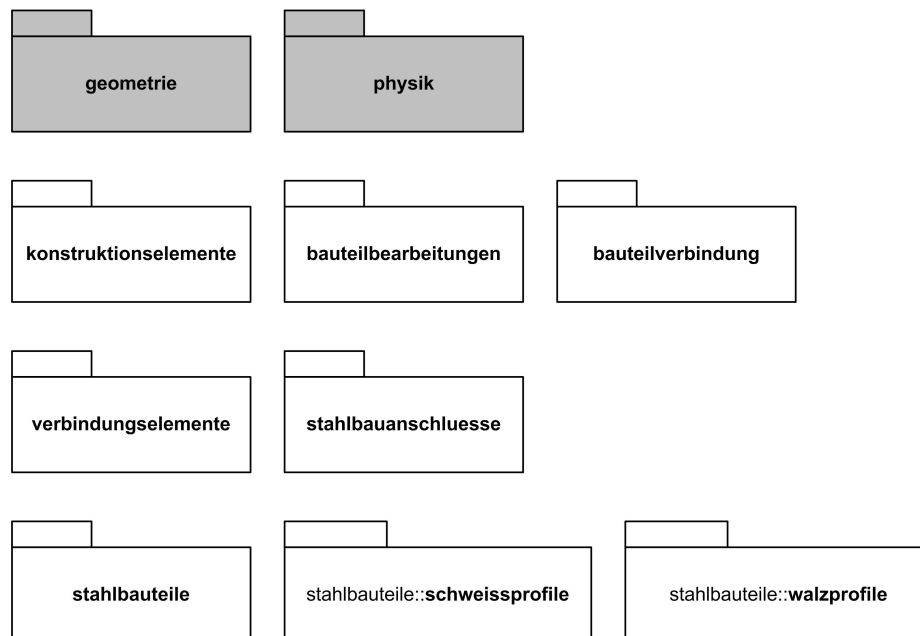 geometrie
physik
konstruktionselemente
bauteilbearbeitungen
bauteilverbindung
verbindungselemente
stahlbauanschluesse
stahlbauteile
stahlbauteile::schweissprofile
stahlbauteile::walzprofile